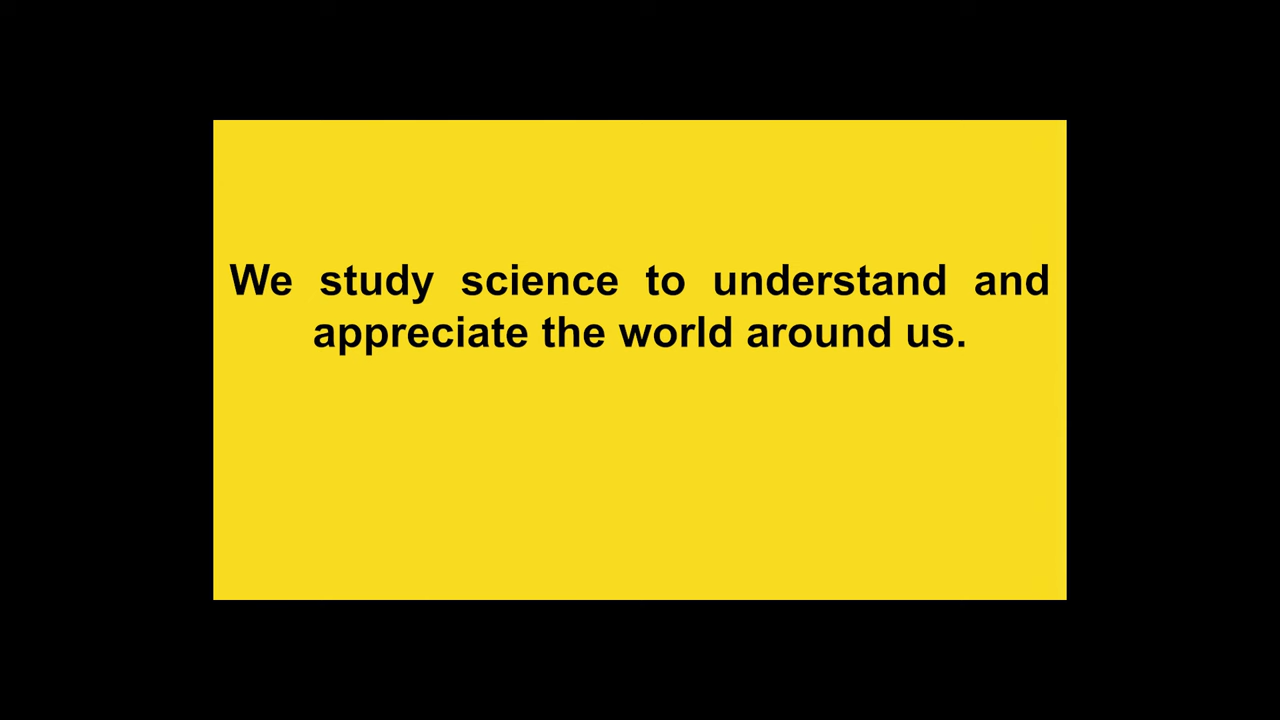 We study science to understand and
appreciate the world around us.